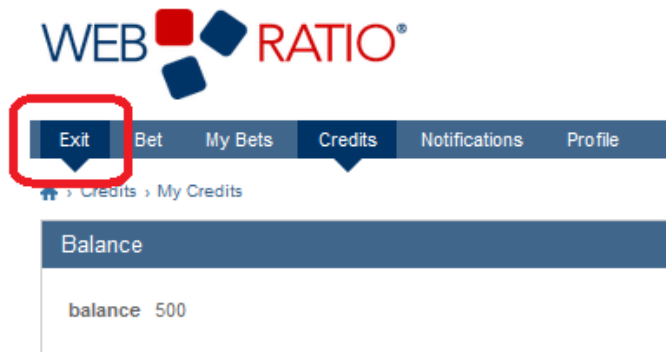 WEB RATIO®
Exit Bet My Bets Credits Notifications Profile
› Credits › My Credits
Balance
balance 500